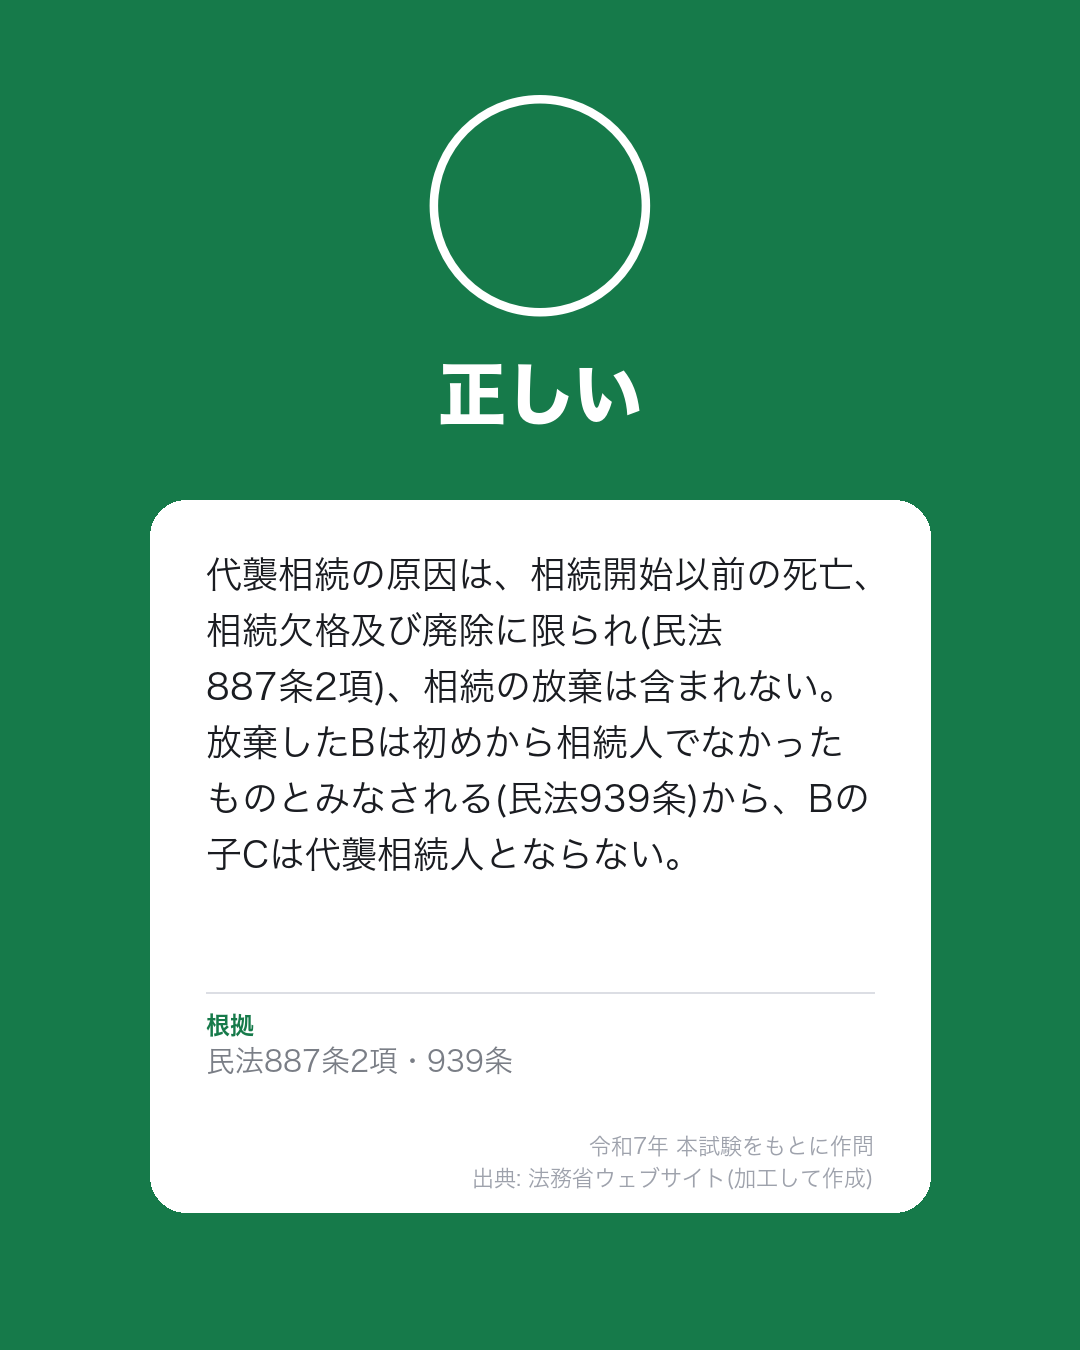 正しい
代襲相続の原因は、相続開始以前の死亡、
相続欠格及び廃除に限られ(民法
887条2項)、相続の放棄は含まれない。
放棄したBは初めから相続人でなかった
ものとみなされる(民法939条)から、Bの
子Cは代襲相続人とならない。
根拠
民法887条2項・939条
令和7年 本試験をもとに作問
出典: 法務省ウェブサイト(加工して作成)